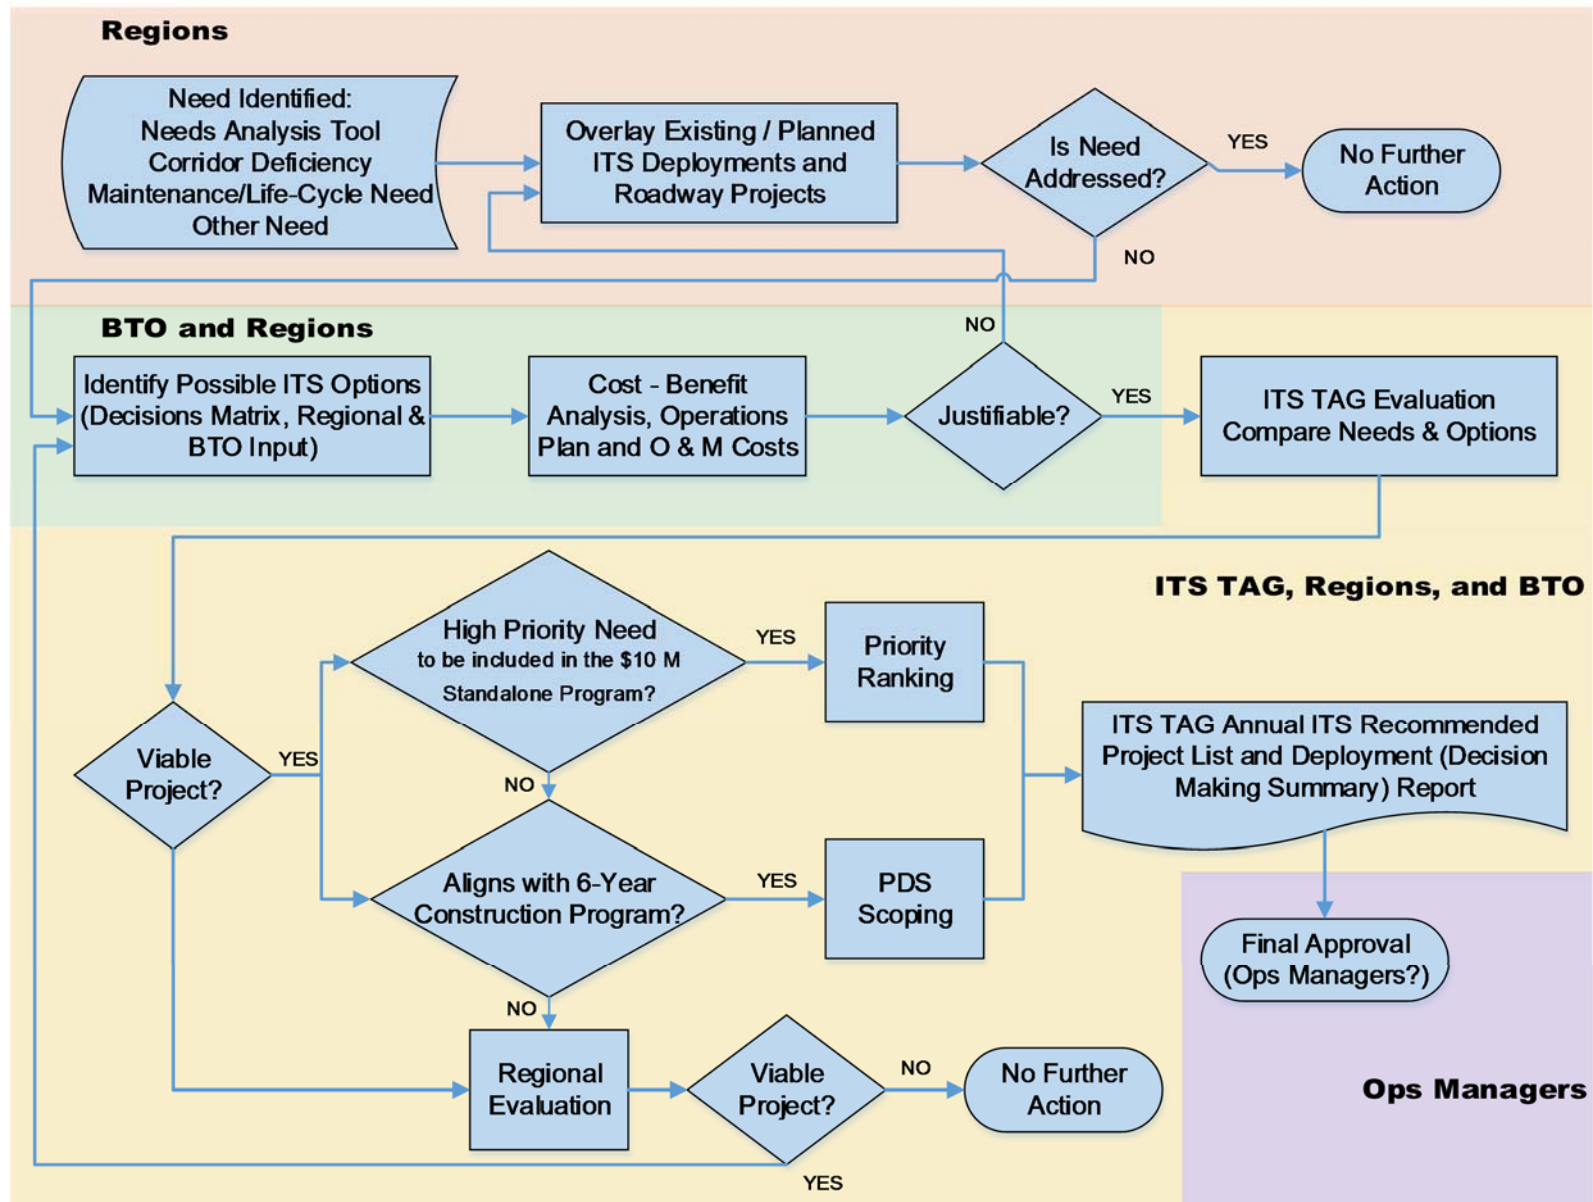 Regions
Need Identified:
Needs Analysis Tool
Corridor Deficiency
Maintenance/Life-Cycle Need
Other Need
Overlay Existing / Planned
ITS Deployments and
Roadway Projects
Is Need
Addressed?
YES
No Further
Action
NO
BTO and Regions
Identify Possible ITS Options
(Decisions Matrix, Regional &
BTO Input)
Cost - Benefit
Analysis, Operations
Plan and O & M Costs
NO
Justifiable?
YES
ITS TAG Evaluation
Compare Needs & Options
ITS TAG, Regions, and BTO
Viable
Project?
YES
High Priority Need
to be included in the $10 M
Standalone Program?
YES
Priority
Ranking
NO
Aligns with 6-Year
Construction Program?
YES
PDS
Scoping
ITS TAG Annual ITS Recommended
Project List and Deployment (Decision
Making Summary) Report
Final Approval
(Ops Managers?)
NO
Regional
Evaluation
Viable
Project?
NO
No Further
Action
YES
Ops Managers